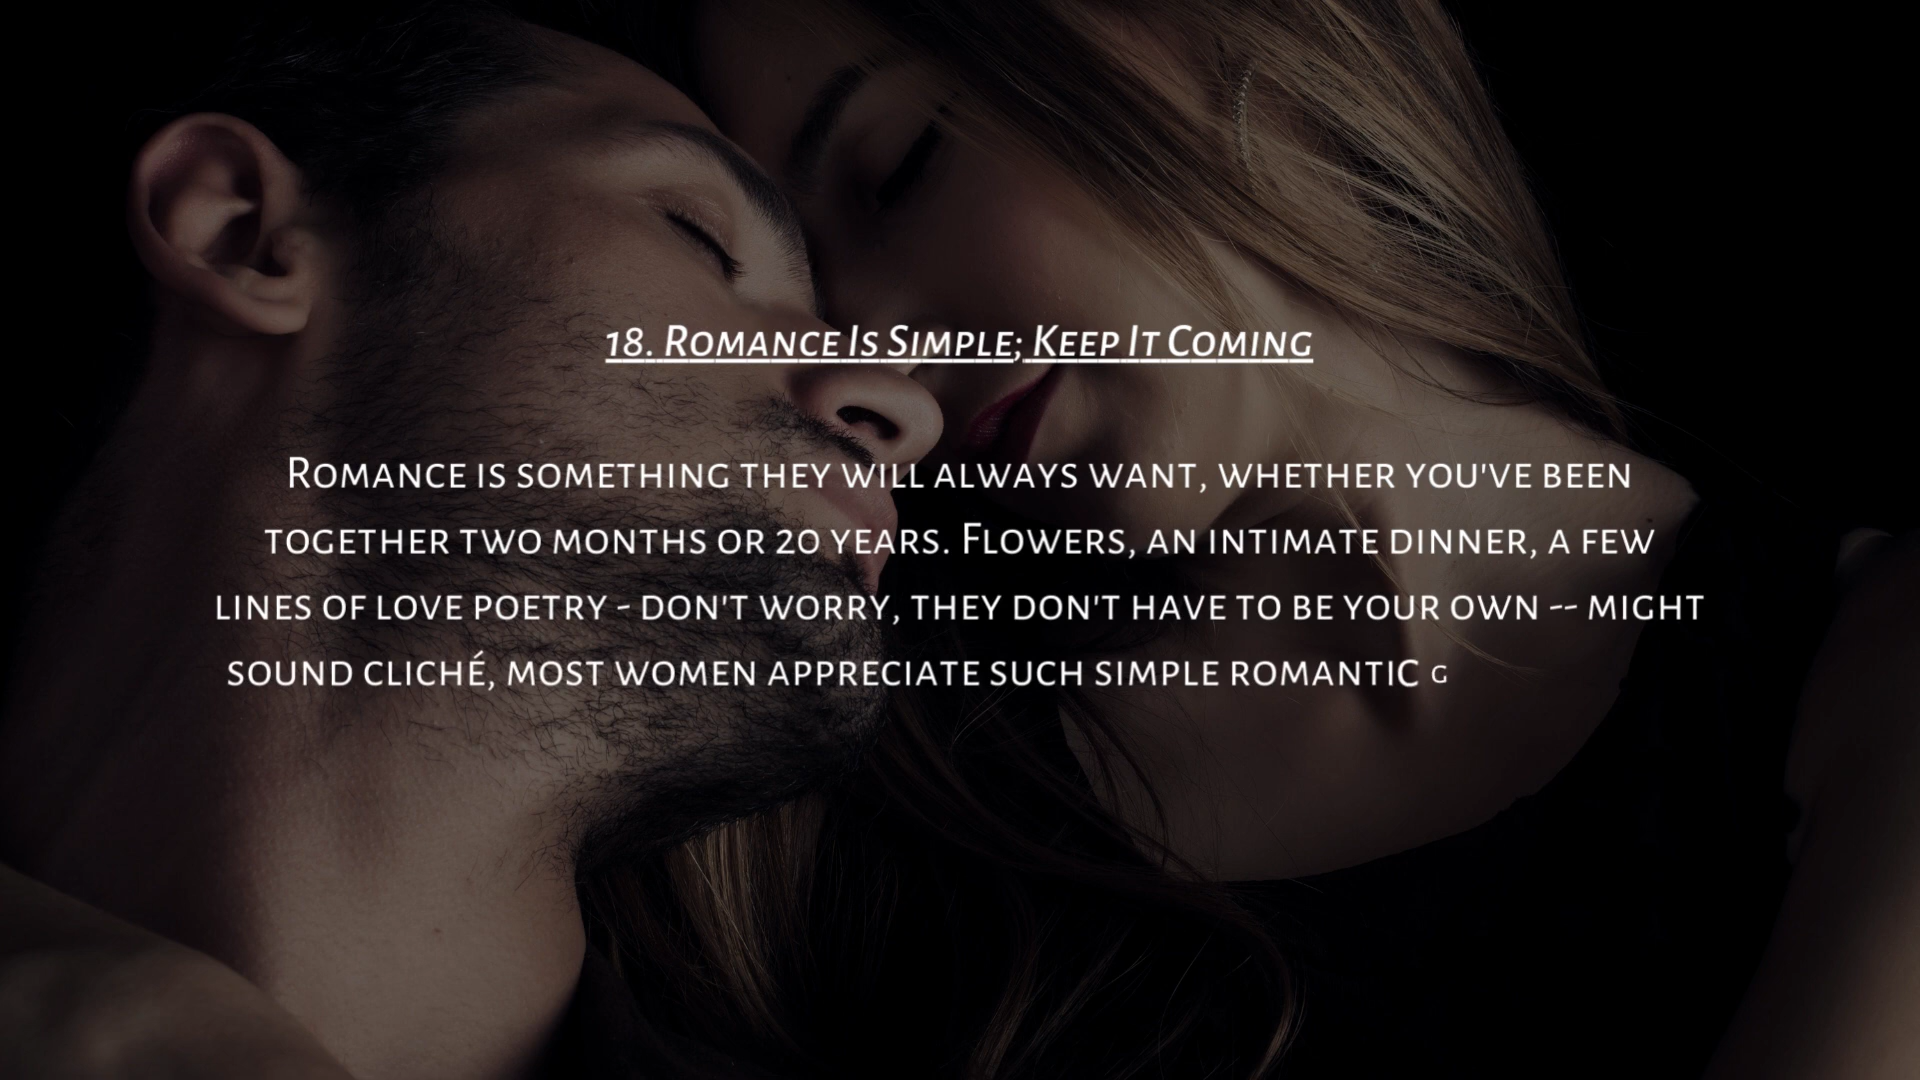 18. Romance Is Simple; Keep It Coming
Romance is something they will always want, whether you've been
together two months or 20 years. Flowers, an intimate dinner, a few
lines of love poetry - don't worry, they don't have to be your own -- might
sound cliché, most women appreciate such simple romantic g